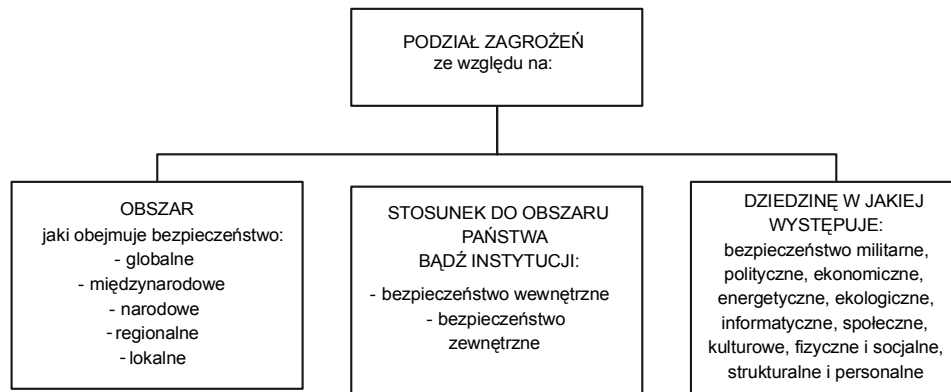 PODZIAŁ ZAGROŻEŃ
ze względu na:
OBSZAR
jaki obejmuje bezpieczeństwo:
- globalne
- międzynarodowe
- narodowe
- regionalne
- lokalne
STOSUNEK DO OBSZARU
PAŃSTWA
BĄDŹ INSTYTUCJI:
- bezpieczeństwo wewnętrzne
- bezpieczeństwo
zewnętrzne
DZIEDZINĘ W JAKIEJ
WYSTĘPUJE:
bezpieczeństwo militarne,
polityczne, ekonomiczne,
energetyczne, ekologiczne,
informatyczne, społeczne,
kulturowe, fizyczne i socjalne,
strukturalne i personalne